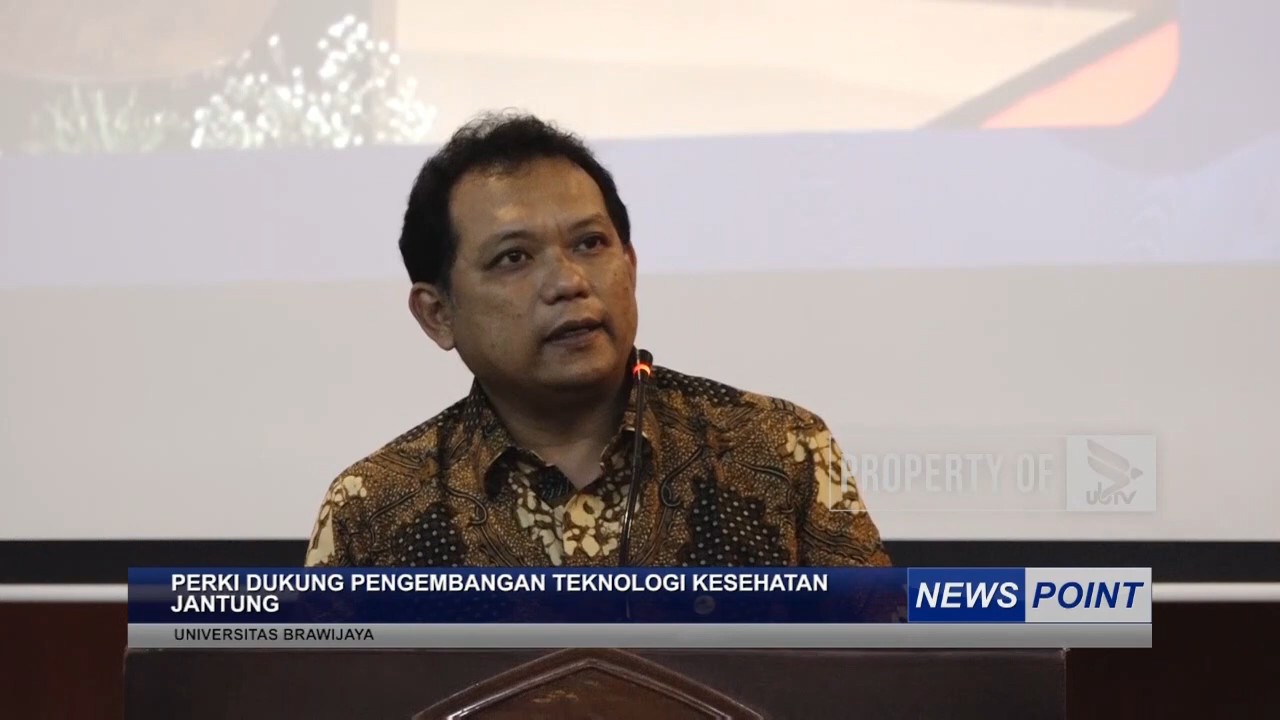 PROPERTY OF
UBTV
PERKI DUKUNG PENGEMBANGAN TEKNOLOGI KESEHATAN
JANTUNG
NEWS POINT
UNIVERSITAS BRAWIJAYA